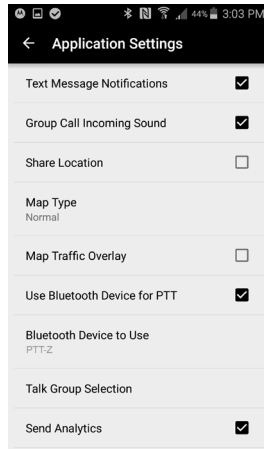 44% 3:03 PM
Application Settings
Text Message Notifications
Group Call Incoming Sound
Share Location
Map Type
Normal
Map Traffic Overlay
Use Bluetooth Device for PTT
Bluetooth Device to Use
PTT-Z
Talk Group Selection
Send Analytics